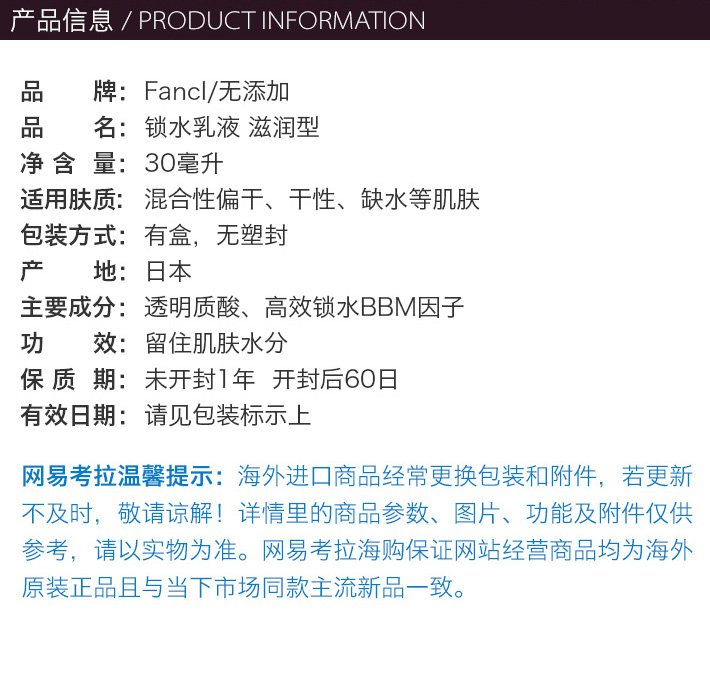 产品信息 / PRODUCT INFORMATION
品 牌： Fancl/无添加
品 名： 锁水乳液 滋润型
净 含 量： 30毫升
适用肤质： 混合性偏干、干性、缺水等肌肤
包装方式： 有盒，无塑封
产 地： 日本
主要成分： 透明质酸、高效锁水BBM因子
功 效： 留住肌肤水分
保 质 期： 未开封1年 开封后60日
有效日期： 请见包装标示上
网易考拉温馨提示：海外进口商品经常更换包装和附件，若更新
不及时，敬请谅解！详情里的商品参数、图片、功能及附件仅供
参考，请以实物为准。网易考拉海购保证网站经营商品均为海外
原装正品且与当下市场同款主流新品一致。